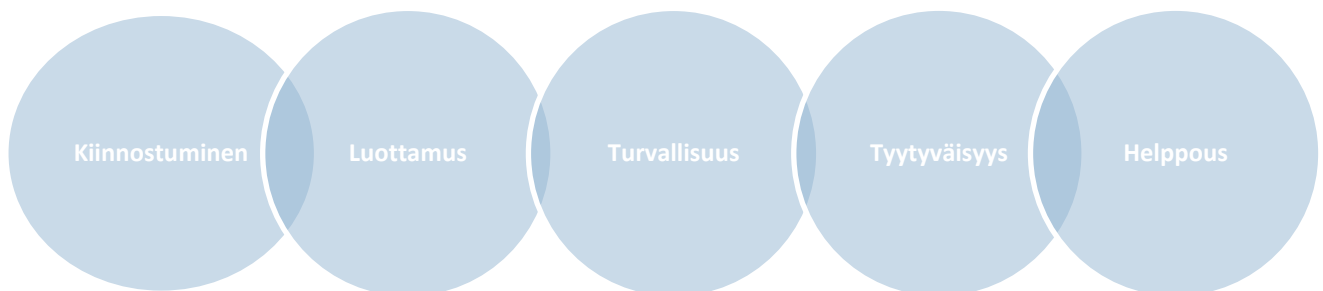 Kiinnostuminen
Luottamus
Turvallisuus
Tyytyväisyys
Helppous